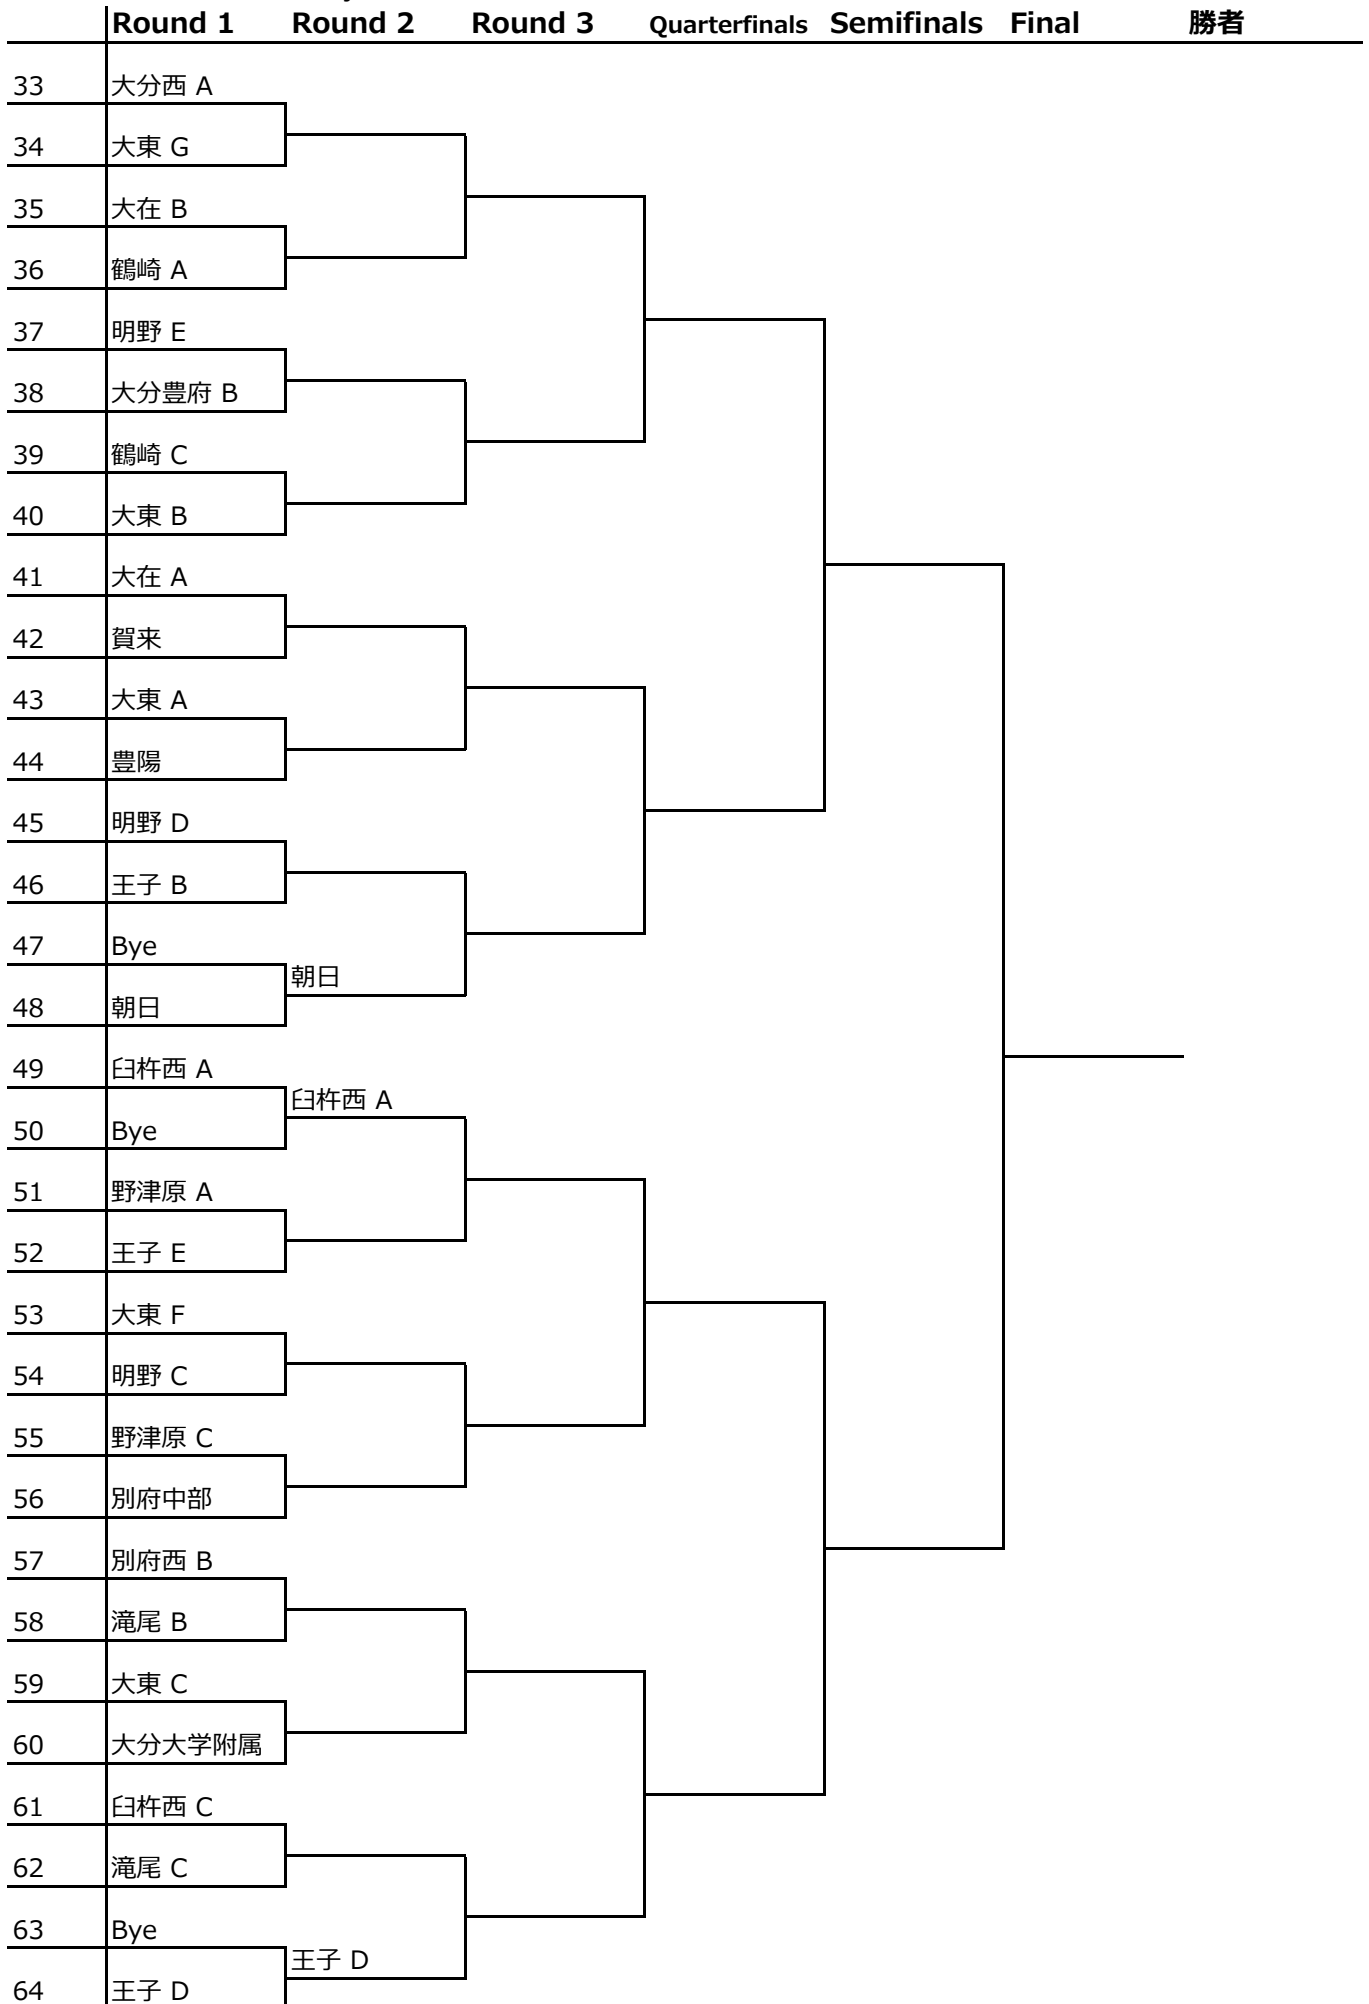 Round 1 Round 2 Round 3 Quarterfinals Semifinals Final 勝者
33 大分西 A
34 大東 G
35 大在 B
36 鶴崎 A
37 明野 E
38 大分豊府 B
39 鶴崎 C
40 大東 B
41 大在 A
42 賀来
43 大東 A
44 豊陽
45 明野 D
46 王子 B
47 Bye
朝日
48 朝日
49 臼杵西 A
臼杵西 A
50 Bye
51 野津原 A
52 王子 E
53 大東 F
54 明野 C
55 野津原 C
56 別府中部
57 別府西 B
58 滝尾 B
59 大東 C
60 大分大学附属
61 臼杵西 C
62 滝尾 C
63 Bye
王子 D
64 王子 D